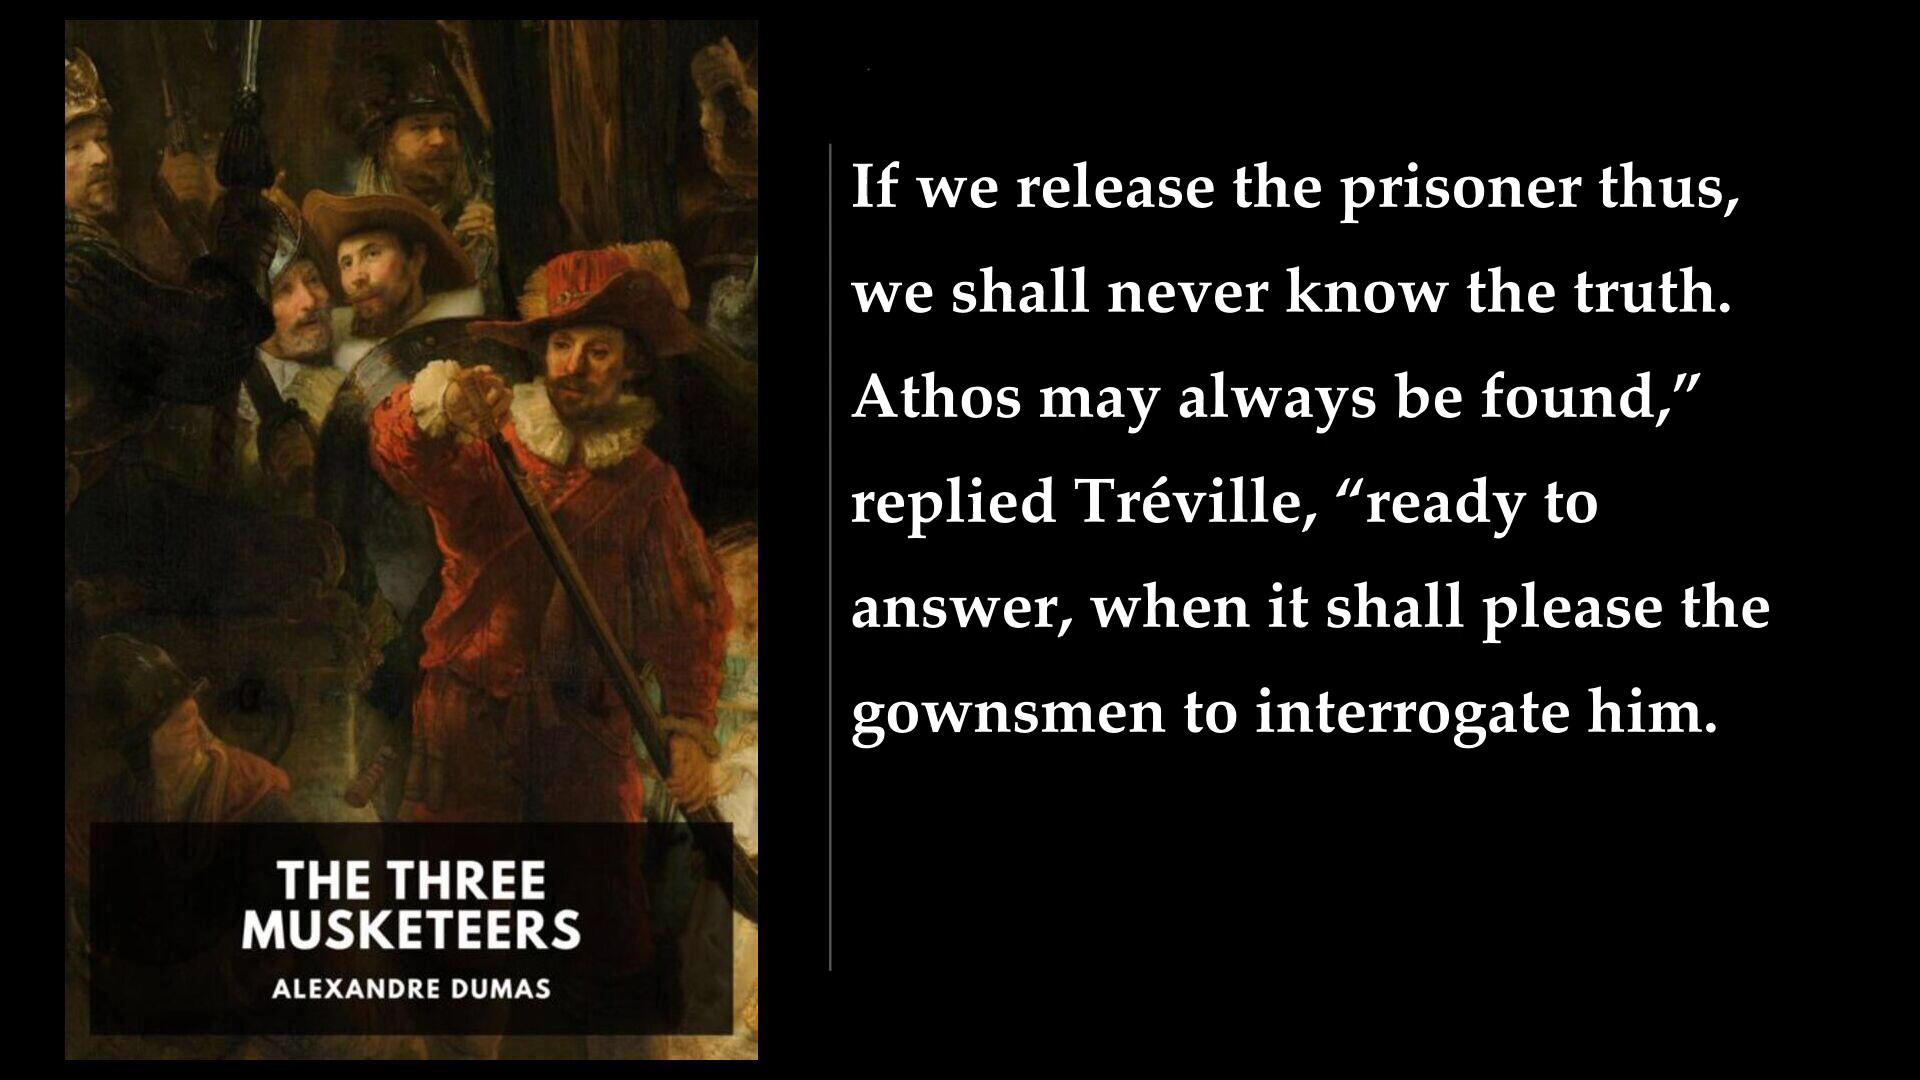 If we release the prisoner thus,
we shall never know the truth.
Athos may always be found,”
replied Tréville, “ready to
answer, when it shall please the
gownsmen to interrogate him.
THE THREE
MUSKETEERS
ALEXANDRE DUMAS